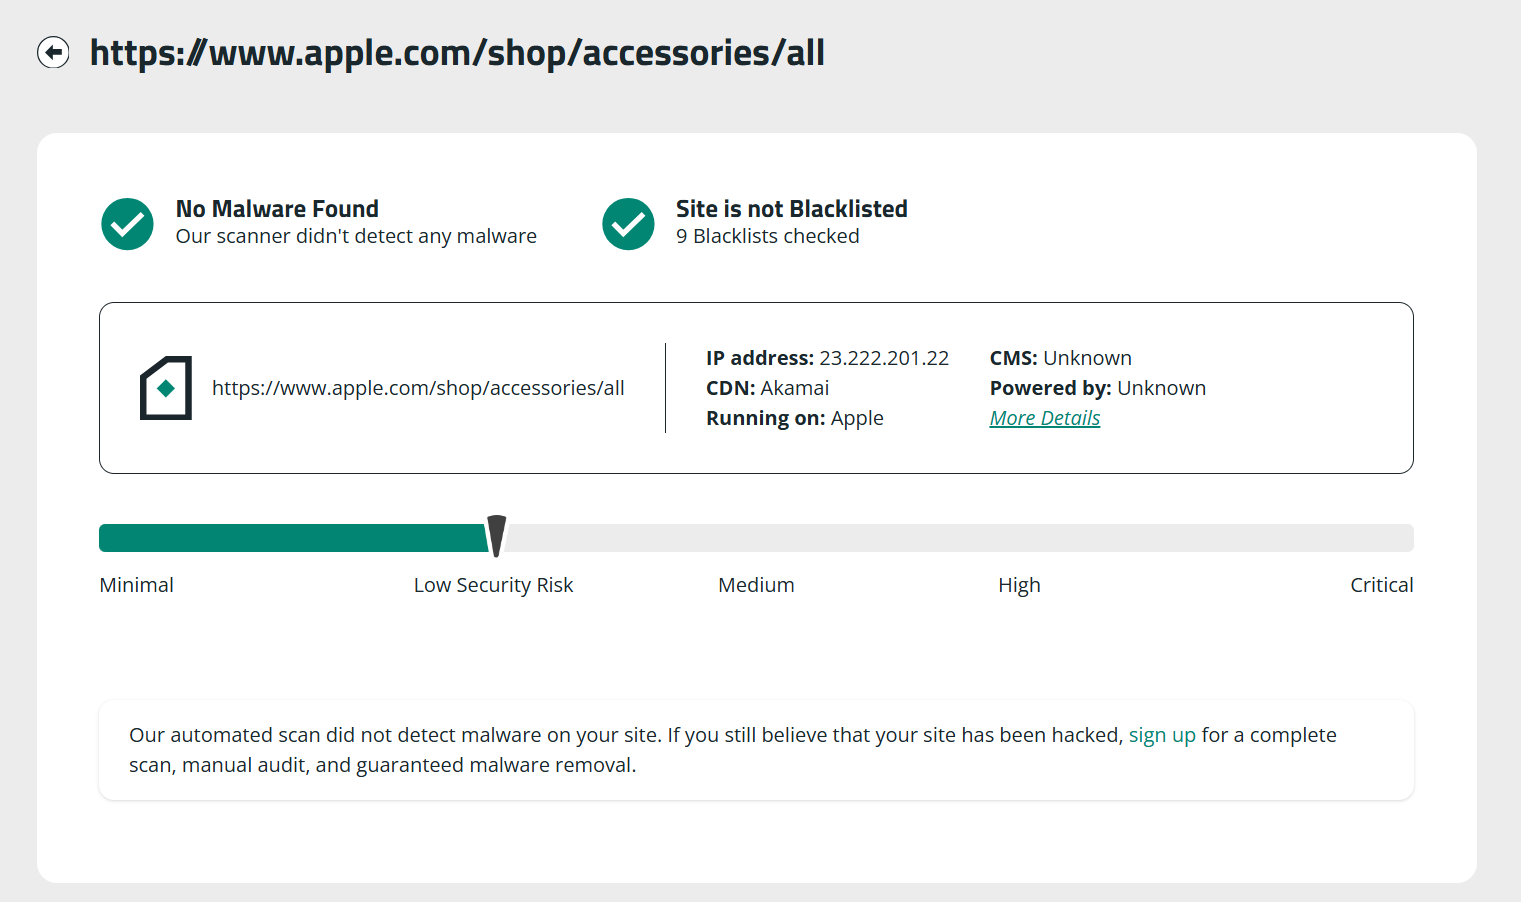 https://www.apple.com/shop/accessories/all
No Malware Found
Our scanner didn't detect any malware
Site is not Blacklisted
9 Blacklists checked
https://www.apple.com/shop/accessories/all
IP address: 23.222.201.22
CDN: Akamai
Running on: Apple
CMS: Unknown
Powered by: Unknown
More Details
Minimal
Low Security Risk
Medium
High
Critical
Our automated scan did not detect malware on your site. If you still believe that your site has been hacked, sign up for a complete
scan, manual audit, and guaranteed malware removal.